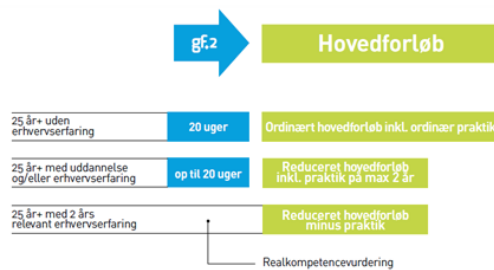 gf.2
Hovedforløb
25 år+ uden
erhvervserfaring
20 uger
Ordinært hovedforløb inkl. ordinær praktik
25 år+ med uddannelse
og/eller erhvervserfaring
op til 20 uger
Reduceret hovedforløb
inkl. praktik på max 2 år
25 år+ med 2 års
relevant erhvervserfaring
Reduceret hovedforløb
minus praktik
Realkompetencevurdering